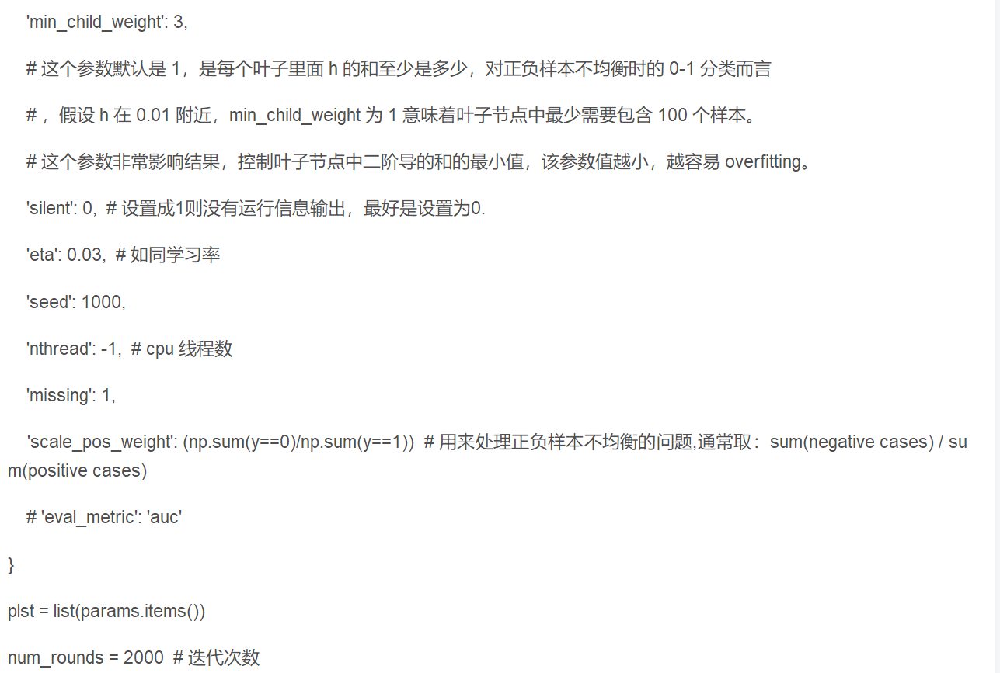 'min_child_weight': 3,
# 这个参数默认是 1，是每个叶子里面 h 的和至少是多少，对正负样本不均衡时的 0-1 分类而言
# ，假设 h 在 0.01 附近，min_child_weight 为 1 意味着叶子节点中最少需要包含 100 个样本。
# 这个参数非常影响结果，控制叶子节点中二阶导的和的最小值，该参数值越小，越容易 overfitting。
'silent': 0,  # 设置成1则没有运行信息输出，最好是设置为0.
'eta': 0.03,  # 如同学习率
'seed': 1000,
'nthread': -1,  # cpu 线程数
'missing': 1,
'scale_pos_weight': (np.sum(y==0)/np.sum(y==1))  # 用来处理正负样本不均衡的问题,通常取：sum(negative cases) / su
m(positive cases)
# 'eval_metric': 'auc'
}
plst = list(params.items())
num_rounds = 2000  # 迭代次数